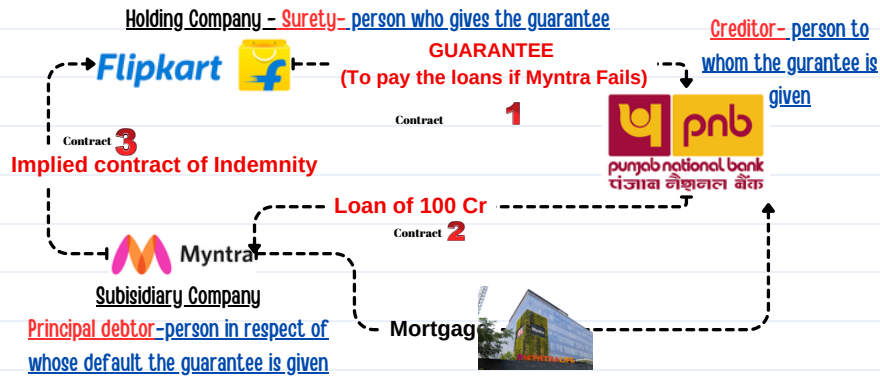 Holding Company - Surety- person who gives the guarantee
Creditor- person to
whom the gurantee is
given
Flipkart
GUARANTEE
(To pay the loans if Myntra Fails)
Contract 1
pnb
punjab national bank
पंजाब नैशनल बैंक
Contract 3
Implied contract of Indemnity
Loan of 100 Cr
Contract 2
Myntra
Subisidiary Company
Principal debtor-person in respect of
whose default the guarantee is given
Mortgag